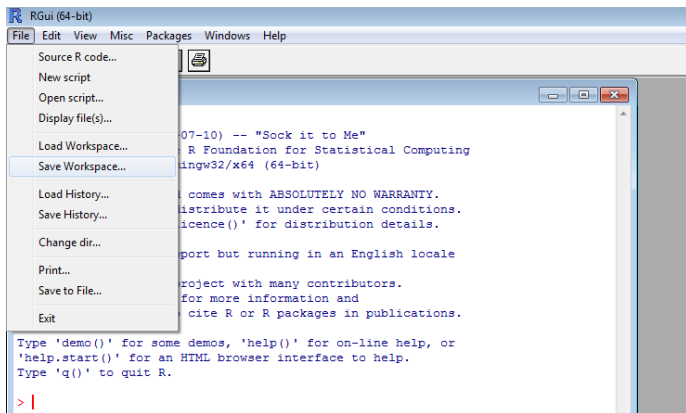 RGui (64-bit)
File Edit View Misc Packages Windows Help
Source R code...
New script
Open script...
Display file(s)...
Load Workspace...
Save Workspace...
Load History...
Save History...
Change dir...
Print...
Save to File...
Exit
07-10) -- "Sock it to Me"
R Foundation for Statistical Computing
ingw32/x64 (64-bit)
comes with ABSOLUTELY NO WARRANTY.
istribute it under certain conditions.
icence()' for distribution details.
port but running in an English locale
roject with many contributors.
for more information and
cite R or R packages in publications.
Type 'demo()' for some demos, 'help()' for on-line help, or
'help.start()' for an HTML browser interface to help.
Type 'q()' to quit R.
>